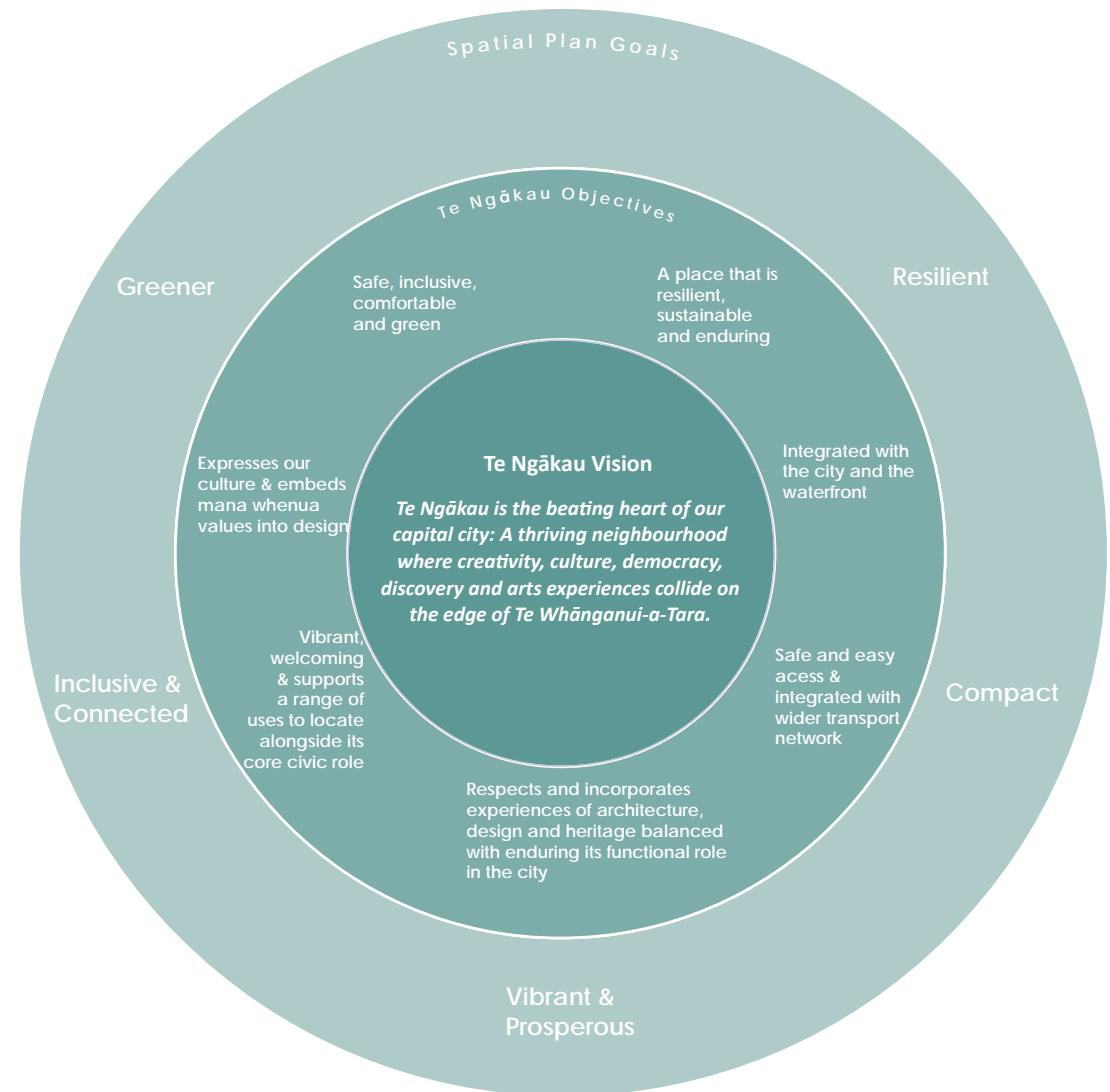 Spatial Plan Goals
Te Ngākau Objectives
Greener
Resilient
Safe, inclusive,
comfortable
and green
A place that is
resilient,
sustainable
and enduring
Expresses our
culture & embeds
mana whenua
values into design
Integrated with
the city and the
waterfront
Te Ngākau Vision
Te Ngākau is the beating heart of our
capital city: A thriving neighbourhood
where creativity, culture, democracy,
discovery and arts experiences collide on
the edge of Te Whānganui-a-Tara.
Vibrant,
welcoming
& supports
a range of
uses to locate
alongside its
core civic role
Safe and easy
acess &
integrated with
wider transport
network
Inclusive &
Connected
Compact
Respects and incorporates
experiences of architecture,
design and heritage balanced
with enduring its functional role
in the city
Vibrant &
Prosperous